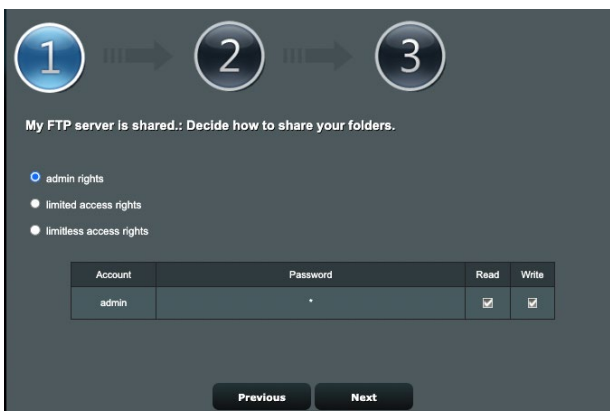 1 2 3
My FTP server is shared.: Decide how to share your folders.
admin rights
limited access rights
limitless access rights
Account Password Read Write
admin *
Previous Next